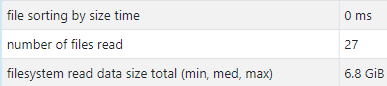 file sorting by size time 0 ms
number of files read 27
filesystem read data size total (min, med, max) 6.8 GiB